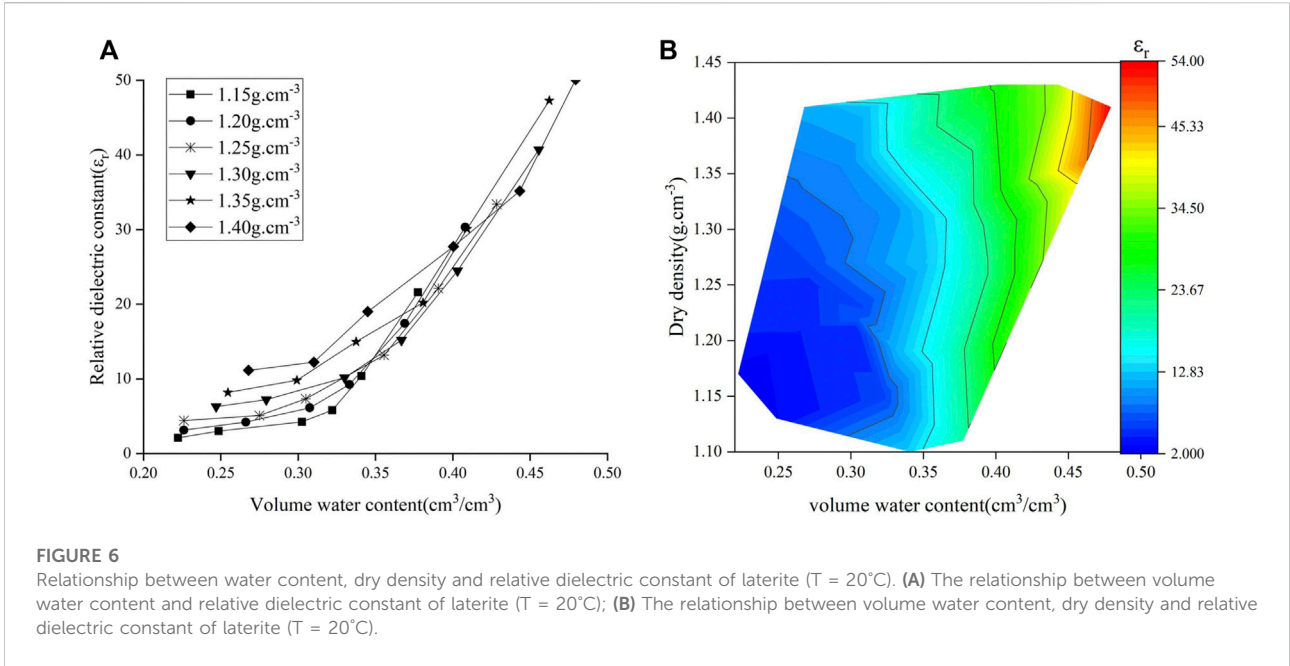 A
50
40
30
20
10
0
Relative dielectric constant(εᵣ)
1.15g.cm⁻³
1.20g.cm⁻³
1.25g.cm⁻³
1.30g.cm⁻³
1.35g.cm⁻³
1.40g.cm⁻³
0.20 0.25 0.30 0.35 0.40 0.45 0.50
Volume water content(cm³/cm³)
B
1.45
1.40
1.35
1.30
1.25
1.20
1.15
1.10
Dry density(g.cm⁻³)
0.25 0.30 0.35 0.40 0.45 0.50
volume water content(cm³/cm³)
εᵣ
54.00
45.33
34.50
23.67
12.83
2.000
FIGURE 6
Relationship between water content, dry density and relative dielectric constant of laterite (T = 20°C). (A) The relationship between volume
water content and relative dielectric constant of laterite (T = 20°C); (B) The relationship between volume water content, dry density and relative
dielectric constant of laterite (T = 20°C).